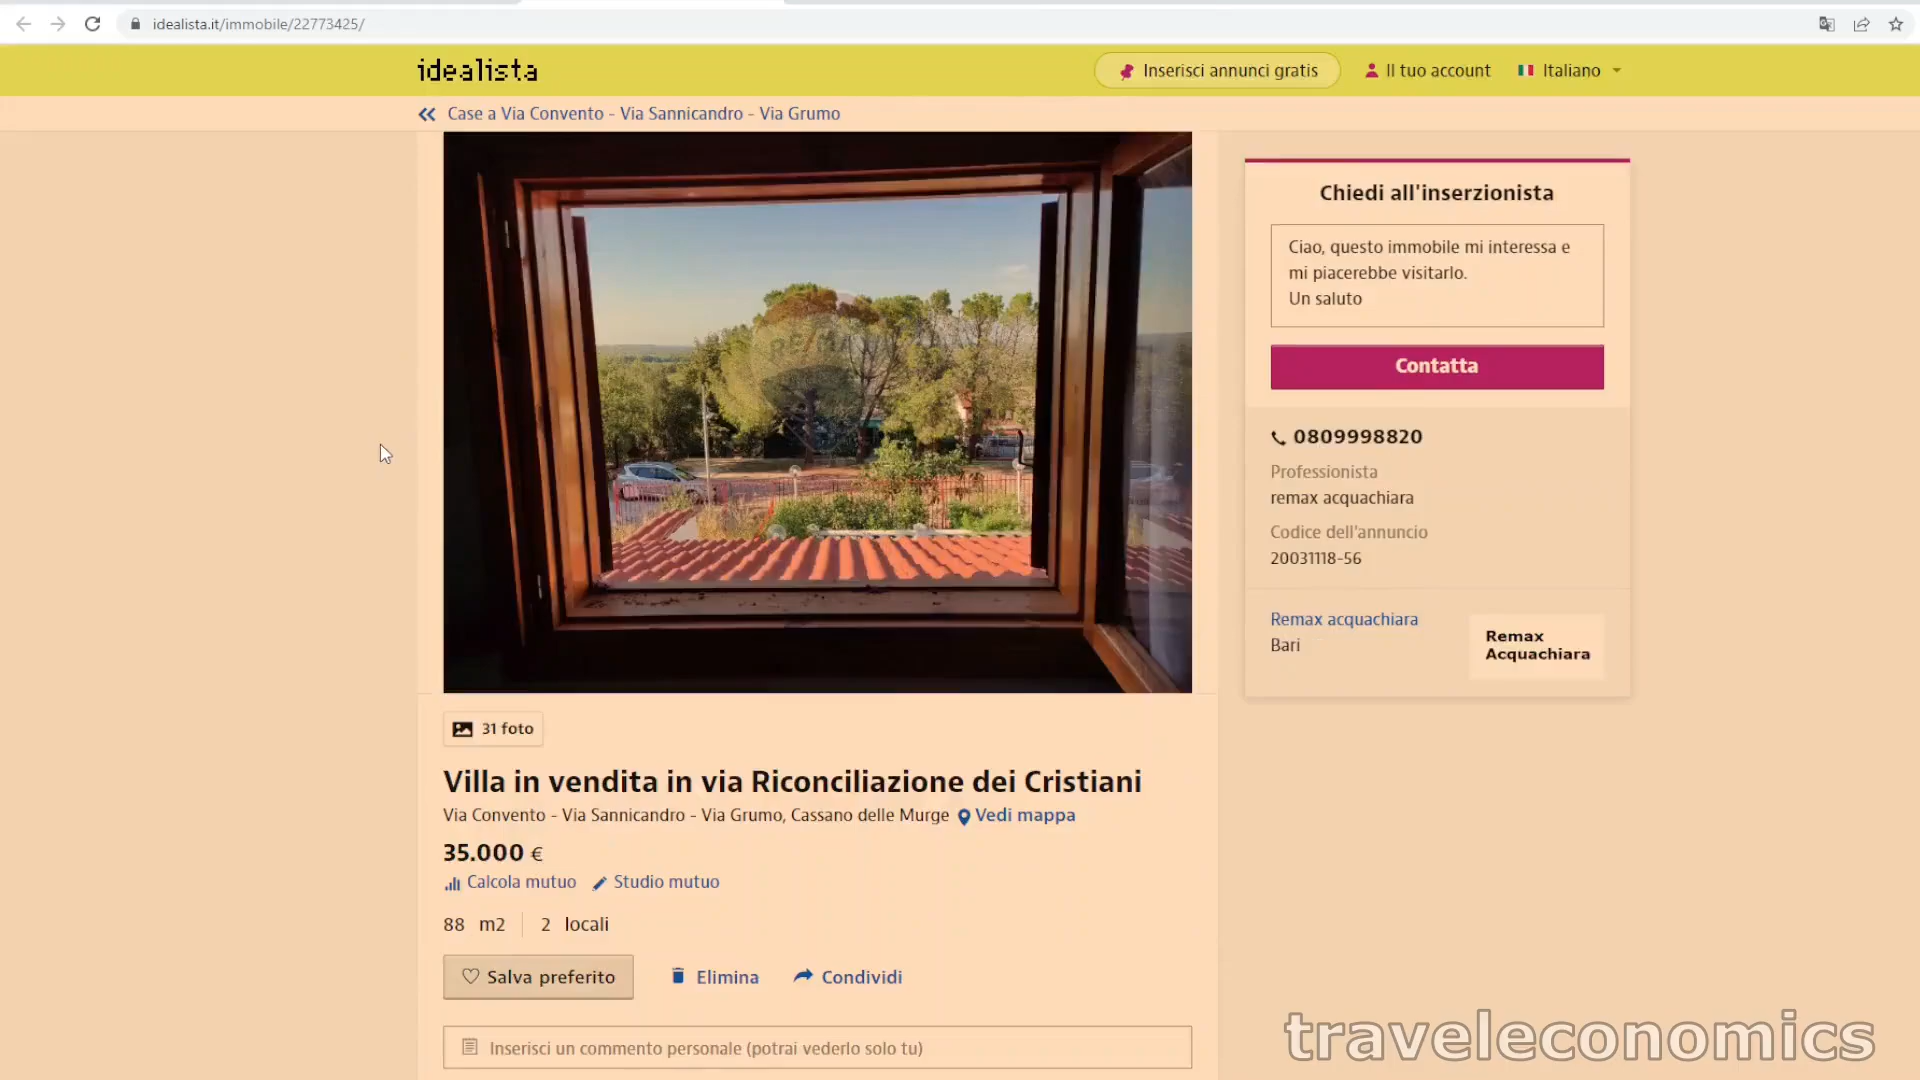 idealista.it/immobile/22773425/
idealista
Inserisci annunci gratis
Il tuo account
Italiano
Case a Via Convento - Via Sannicandro - Via Grumo
RE/MAX
Chiedi all'inserzionista
Ciao, questo immobile mi interessa e
mi piacerebbe visitarlo.
Un saluto
Contatta
0809998820
Professionista
remax acquachiara
Codice dell'annuncio
20031118-56
Remax acquachiara
Bari
Remax
Acquachiara
31 foto
Villa in vendita in via Riconciliazione dei Cristiani
Via Convento - Via Sannicandro - Via Grumo, Cassano delle Murge Vedi mappa
35.000 €
Calcola mutuo Studio mutuo
88 m2 2 locali
Salva preferito Elimina Condividi
Inserisci un commento personale (potrai vederlo solo tu)
traveleconomics